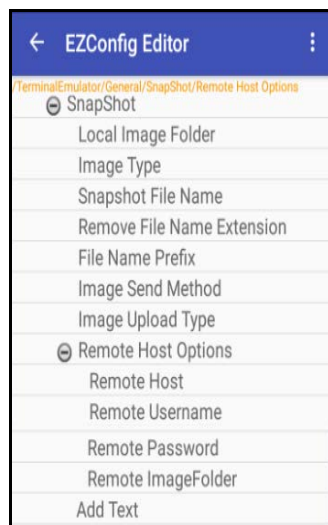 EZConfig Editor
/TerminalEmulator/General/SnapShot/Remote Host Options
SnapShot
Local Image Folder
Image Type
Snapshot File Name
Remove File Name Extension
File Name Prefix
Image Send Method
Image Upload Type
Remote Host Options
Remote Host
Remote Username
Remote Password
Remote ImageFolder
Add Text